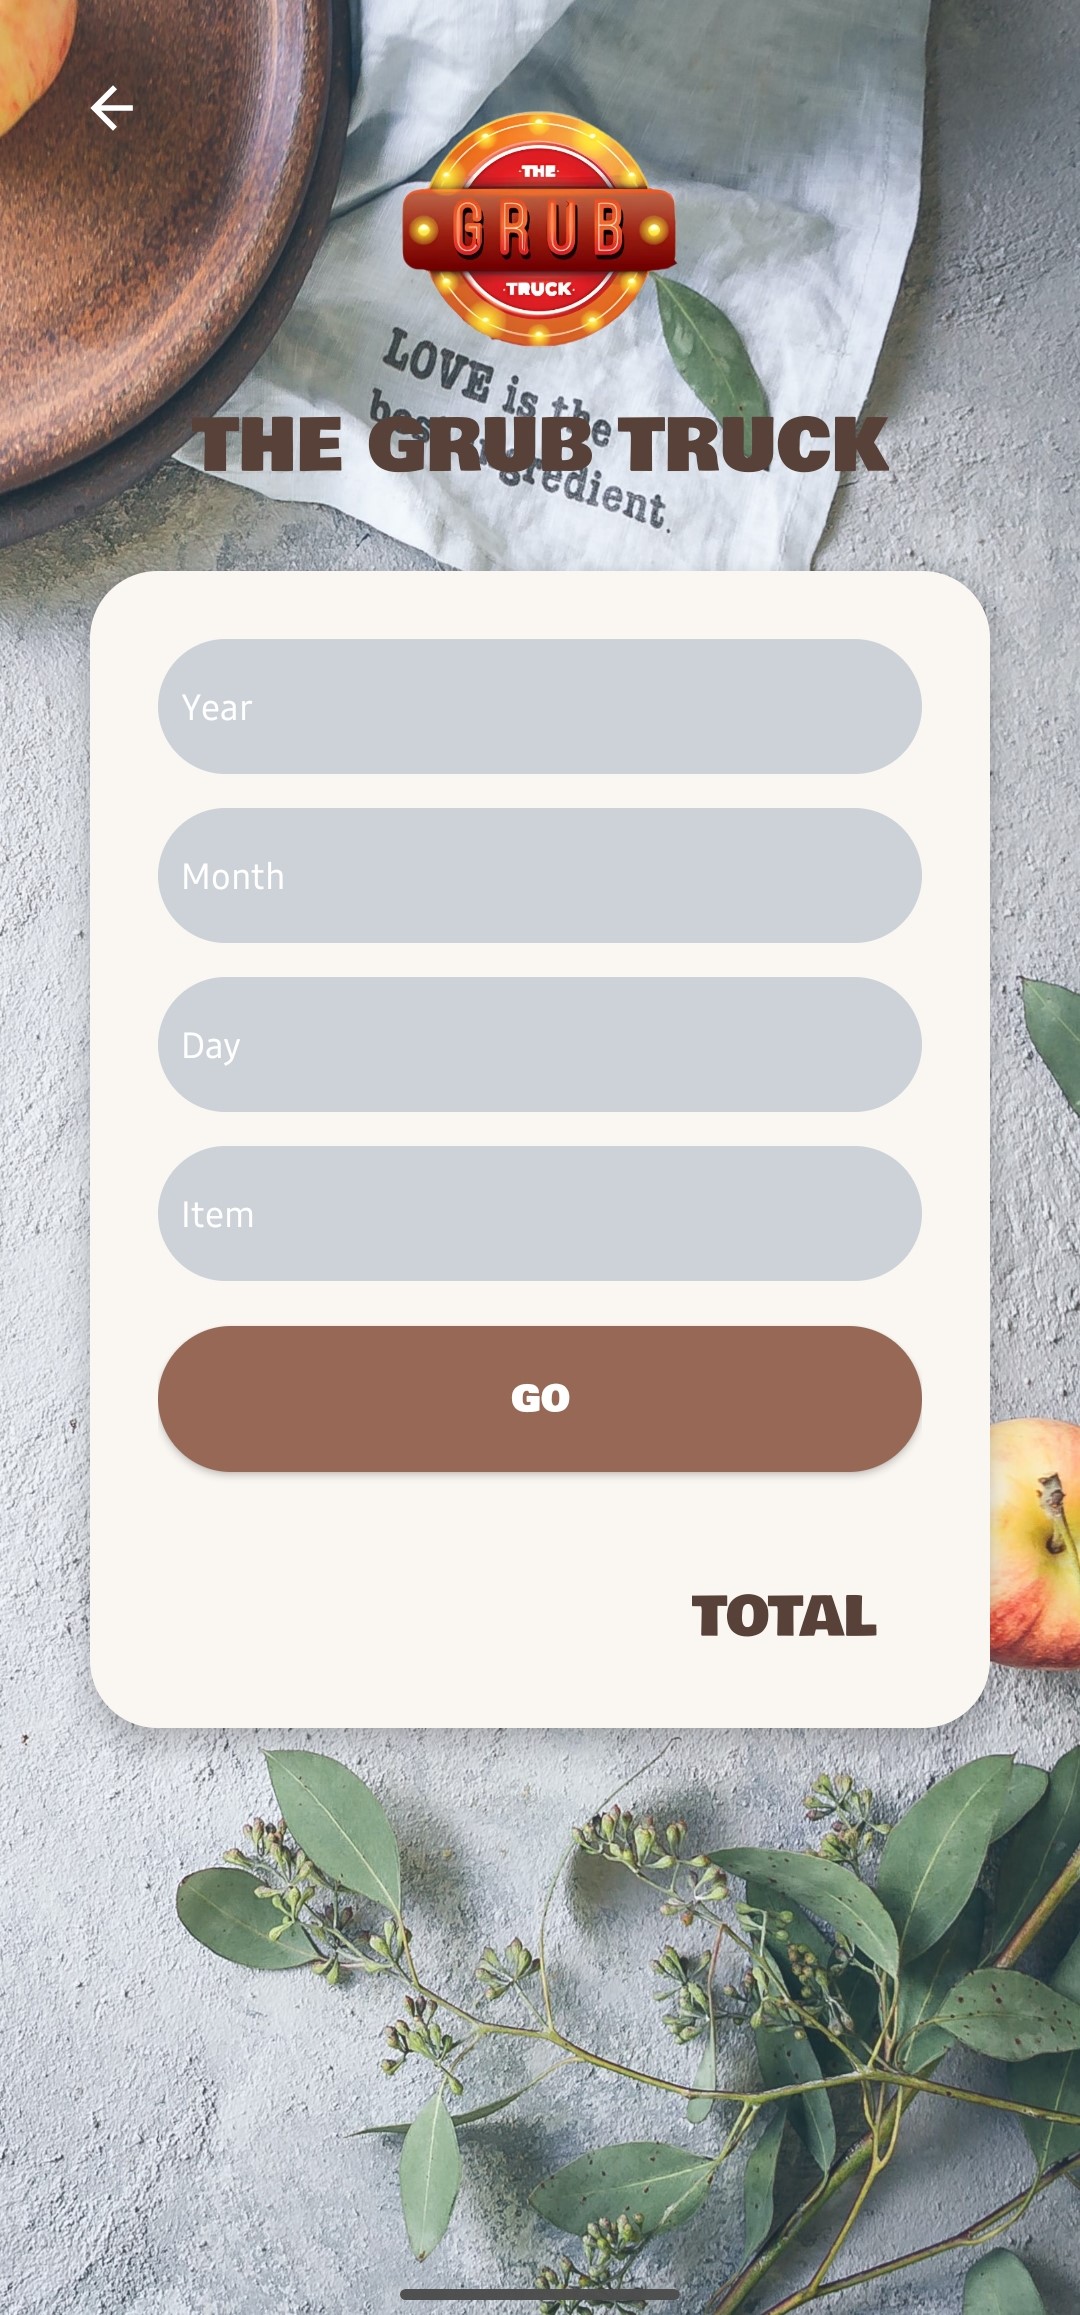 THE
GRUB
TRUCK
LOVE is the
best ingredient.
THE GRUB TRUCK
Year
Month
Day
Item
GO
TOTAL